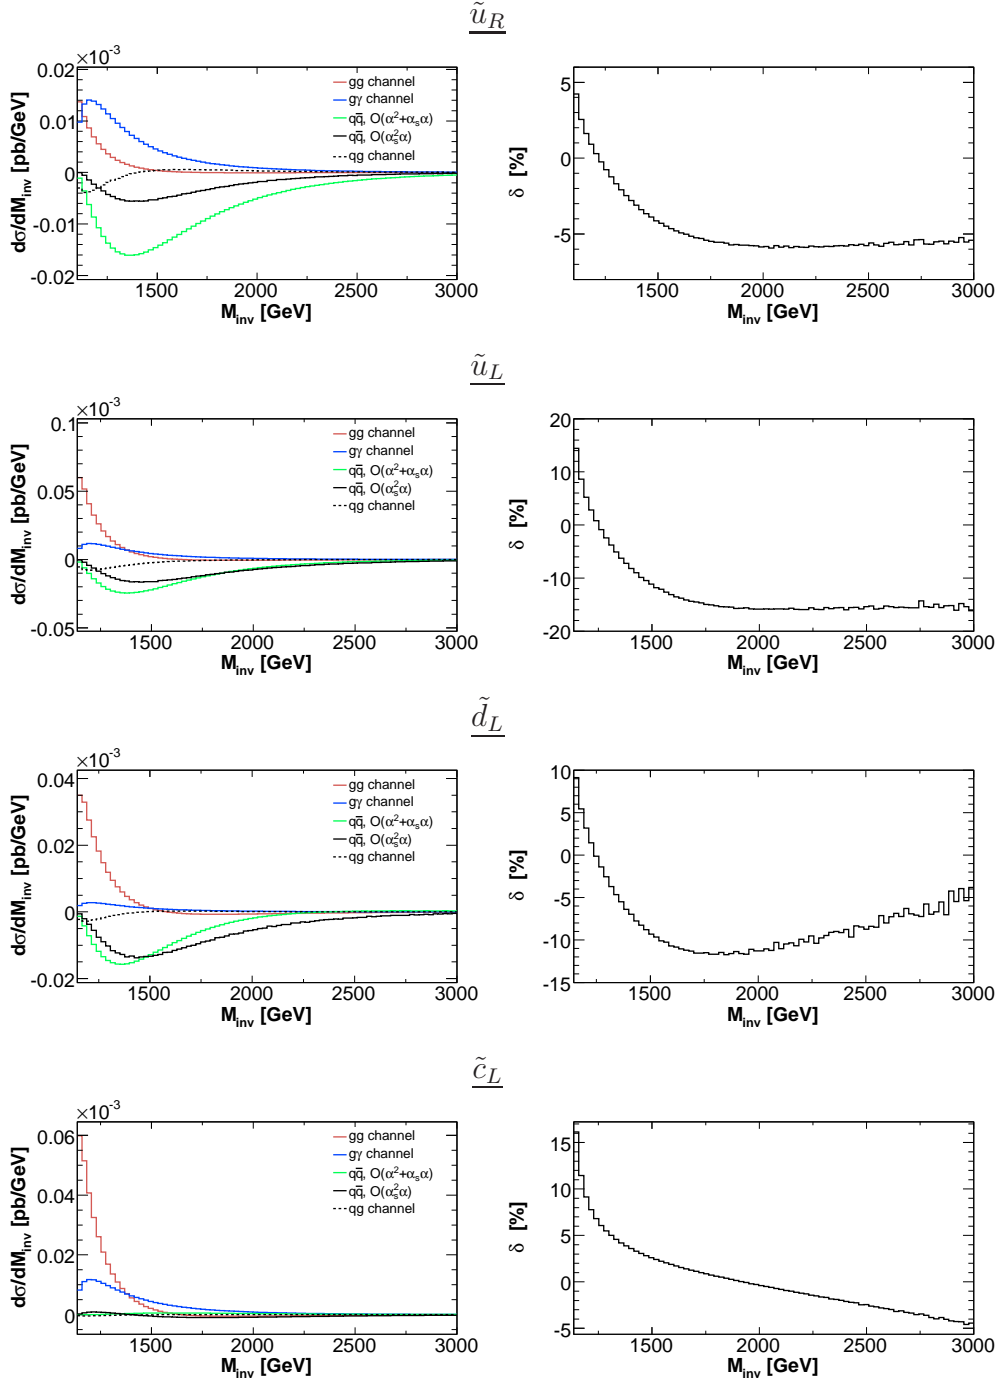 ũ_R
×10⁻³
0.02
0.01
0
-0.01
-0.02
dσ/dM_inv [pb/GeV]
gg channel
gγ channel
qq̄, O(α²+α_sα)
qq̄, O(α_s²α)
qg channel
1500 2000 2500 3000
M_inv [GeV]
5
0
-5
δ [%]
1500 2000 2500 3000
M_inv [GeV]
ũ_L
×10⁻³
0.1
0.05
0
-0.05
dσ/dM_inv [pb/GeV]
gg channel
gγ channel
qq̄, O(α²+α_sα)
qq̄, O(α_s²α)
qg channel
1500 2000 2500 3000
M_inv [GeV]
20
10
0
-10
-20
δ [%]
1500 2000 2500 3000
M_inv [GeV]
d̃_L
×10⁻³
0.04
0.02
0
-0.02
dσ/dM_inv [pb/GeV]
gg channel
gγ channel
qq̄, O(α²+α_sα)
qq̄, O(α_s²α)
qg channel
1500 2000 2500 3000
M_inv [GeV]
10
5
0
-5
-10
-15
δ [%]
1500 2000 2500 3000
M_inv [GeV]
c̃_L
×10⁻³
0.06
0.04
0.02
0
dσ/dM_inv [pb/GeV]
gg channel
gγ channel
qq̄, O(α²+α_sα)
qq̄, O(α_s²α)
qg channel
1500 2000 2500 3000
M_inv [GeV]
15
10
5
0
-5
δ [%]
1500 2000 2500 3000
M_inv [GeV]